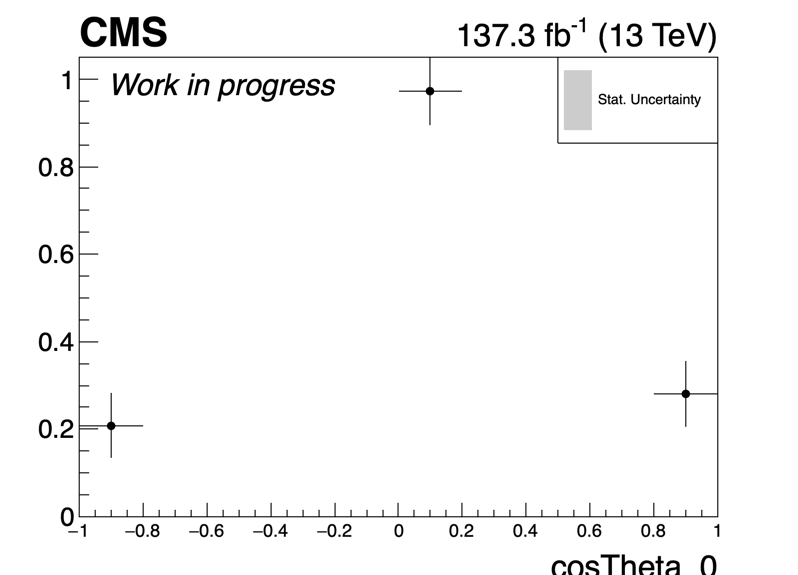 CMS 137.3 fb-1 (13 TeV)
Work in progress
Stat. Uncertainty
1
0.8
0.6
0.4
0.2
0
−1 −0.8 −0.6 −0.4 −0.2 0 0.2 0.4 0.6 0.8 1
cosTheta_0